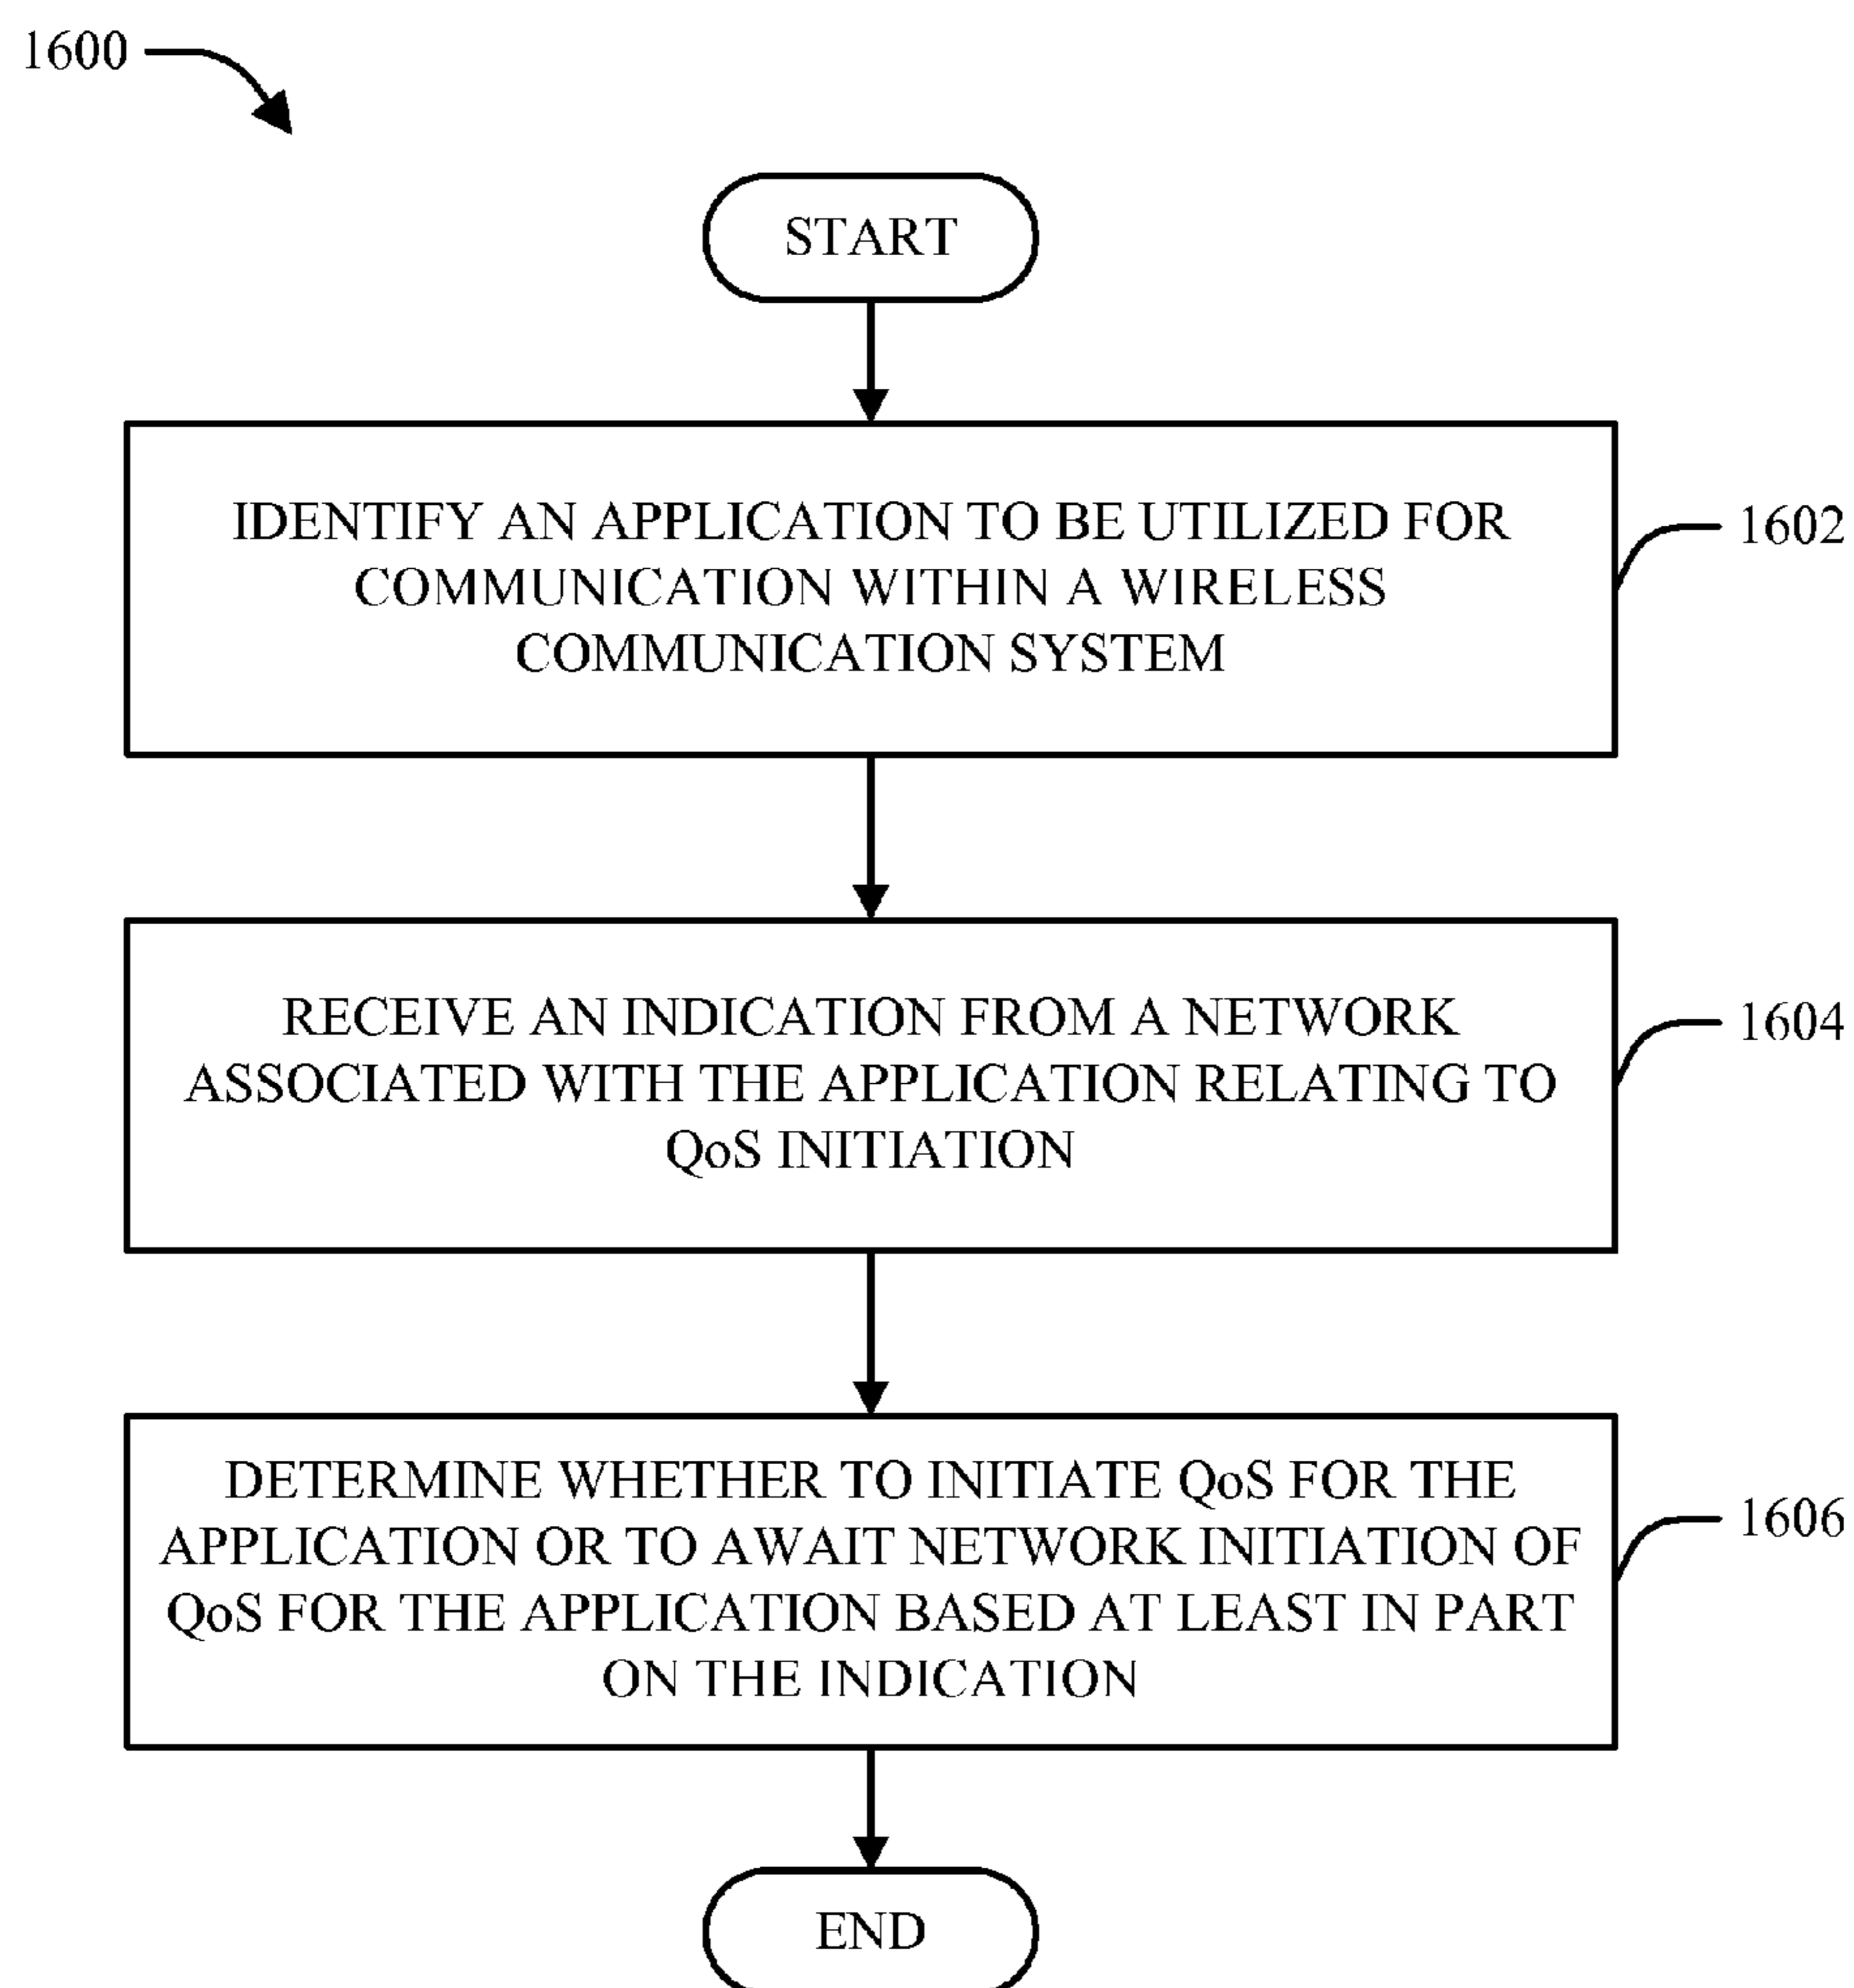 1600
START
IDENTIFY AN APPLICATION TO BE UTILIZED FOR
COMMUNICATION WITHIN A WIRELESS
COMMUNICATION SYSTEM
1602
RECEIVE AN INDICATION FROM A NETWORK
ASSOCIATED WITH THE APPLICATION RELATING TO
QoS INITIATION
1604
DETERMINE WHETHER TO INITIATE QoS FOR THE
APPLICATION OR TO AWAIT NETWORK INITIATION OF
QoS FOR THE APPLICATION BASED AT LEAST IN PART
ON THE INDICATION
1606
END